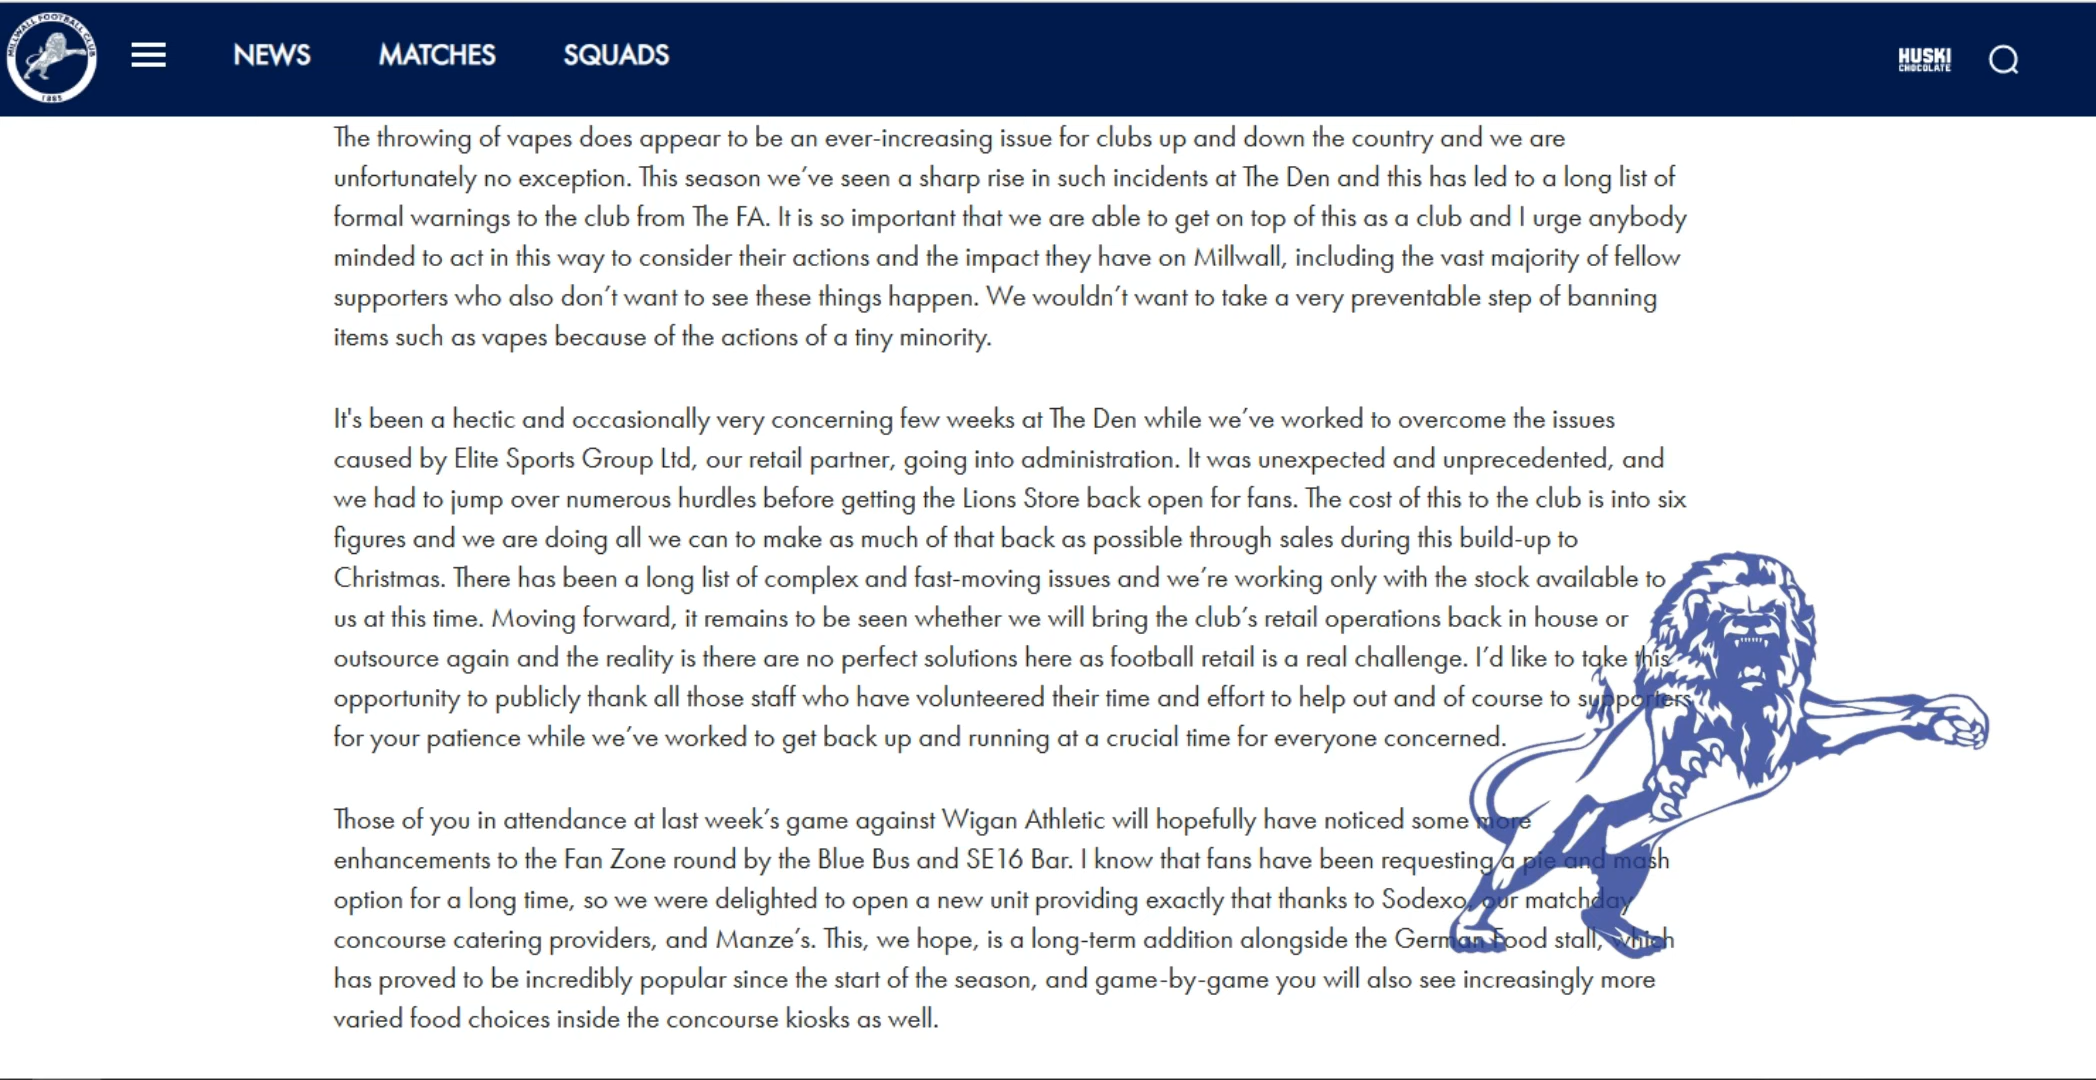 MILLWALL FOOTBALL CLUB
1885
NEWS
MATCHES
SQUADS
HUSKI
CHOCOLATE
The throwing of vapes does appear to be an ever-increasing issue for clubs up and down the country and we are
unfortunately no exception. This season we’ve seen a sharp rise in such incidents at The Den and this has led to a long list of
formal warnings to the club from The FA. It is so important that we are able to get on top of this as a club and I urge anybody
minded to act in this way to consider their actions and the impact they have on Millwall, including the vast majority of fellow
supporters who also don’t want to see these things happen. We wouldn’t want to take a very preventable step of banning
items such as vapes because of the actions of a tiny minority.
It's been a hectic and occasionally very concerning few weeks at The Den while we’ve worked to overcome the issues
caused by Elite Sports Group Ltd, our retail partner, going into administration. It was unexpected and unprecedented, and
we had to jump over numerous hurdles before getting the Lions Store back open for fans. The cost of this to the club is into six
figures and we are doing all we can to make as much of that back as possible through sales during this build-up to
Christmas. There has been a long list of complex and fast-moving issues and we’re working only with the stock available to
us at this time. Moving forward, it remains to be seen whether we will bring the club’s retail operations back in house or
outsource again and the reality is there are no perfect solutions here as football retail is a real challenge. I’d like to take this
opportunity to publicly thank all those staff who have volunteered their time and effort to help out and of course to supporters
for your patience while we’ve worked to get back up and running at a crucial time for everyone concerned.
Those of you in attendance at last week’s game against Wigan Athletic will hopefully have noticed some more
enhancements to the Fan Zone round by the Blue Bus and SE16 Bar. I know that fans have been requesting a pie and mash
option for a long time, so we were delighted to open a new unit providing exactly that thanks to Sodexo, our matchday
concourse catering providers, and Manze’s. This, we hope, is a long-term addition alongside the German Food stall, which
has proved to be incredibly popular since the start of the season, and game-by-game you will also see increasingly more
varied food choices inside the concourse kiosks as well.